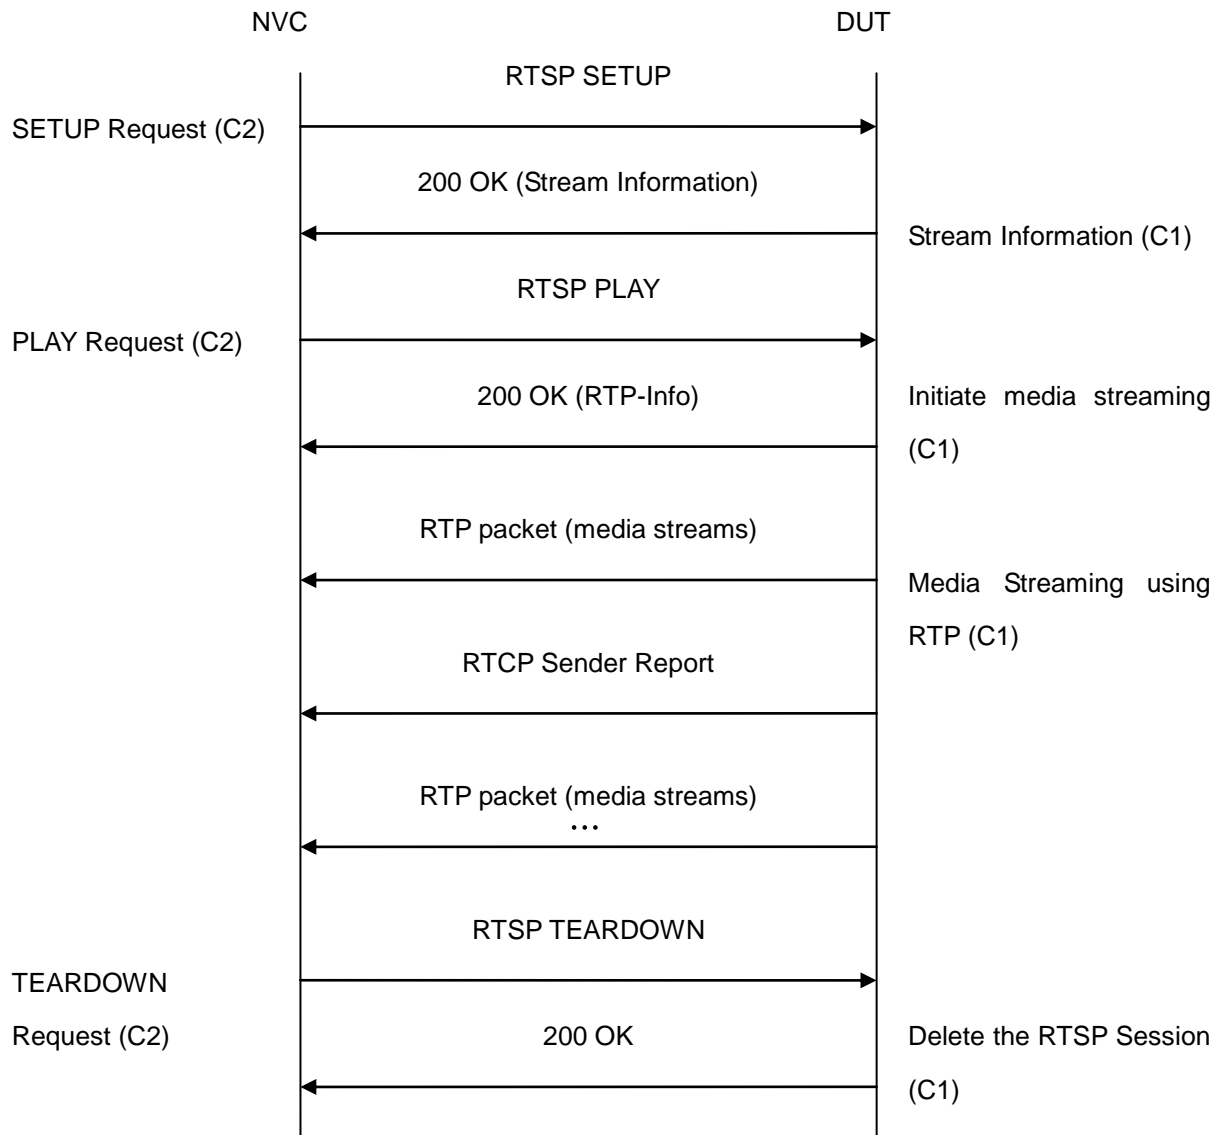 NVC
DUT
RTSP SETUP
SETUP Request (C2)
200 OK (Stream Information)
Stream Information (C1)
RTSP PLAY
PLAY Request (C2)
200 OK (RTP-Info)
Initiate media streaming
(C1)
RTP packet (media streams)
Media Streaming using
RTP (C1)
RTCP Sender Report
RTP packet (media streams)
...
RTSP TEARDOWN
TEARDOWN
Request (C2)
200 OK
Delete the RTSP Session
(C1)